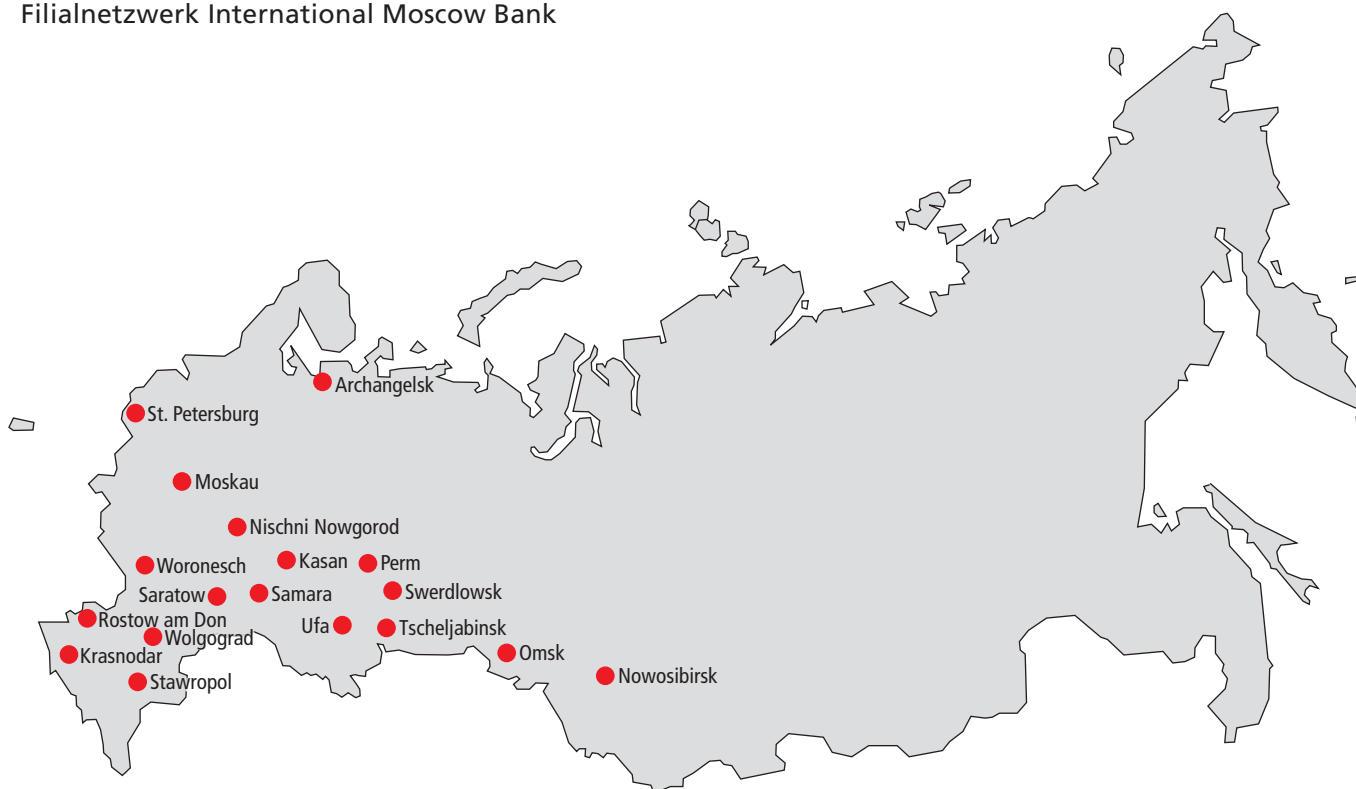 Filialnetzwerk International Moscow Bank
Archangelsk
St. Petersburg
Moskau
Nischni Nowgorod
Kasan
Perm
Woronesch
Saratow
Samara
Swerdlowsk
Rostow am Don
Ufa
Tscheljabinsk
Wolgograd
Krasnodar
Omsk
Nowosibirsk
Stawropol